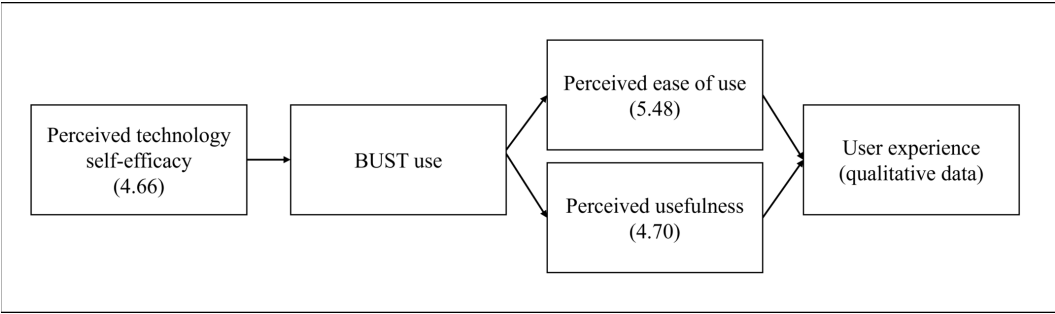 Perceived technology
self-efficacy
(4.66)
BUST use
Perceived ease of use
(5.48)
Perceived usefulness
(4.70)
User experience
(qualitative data)